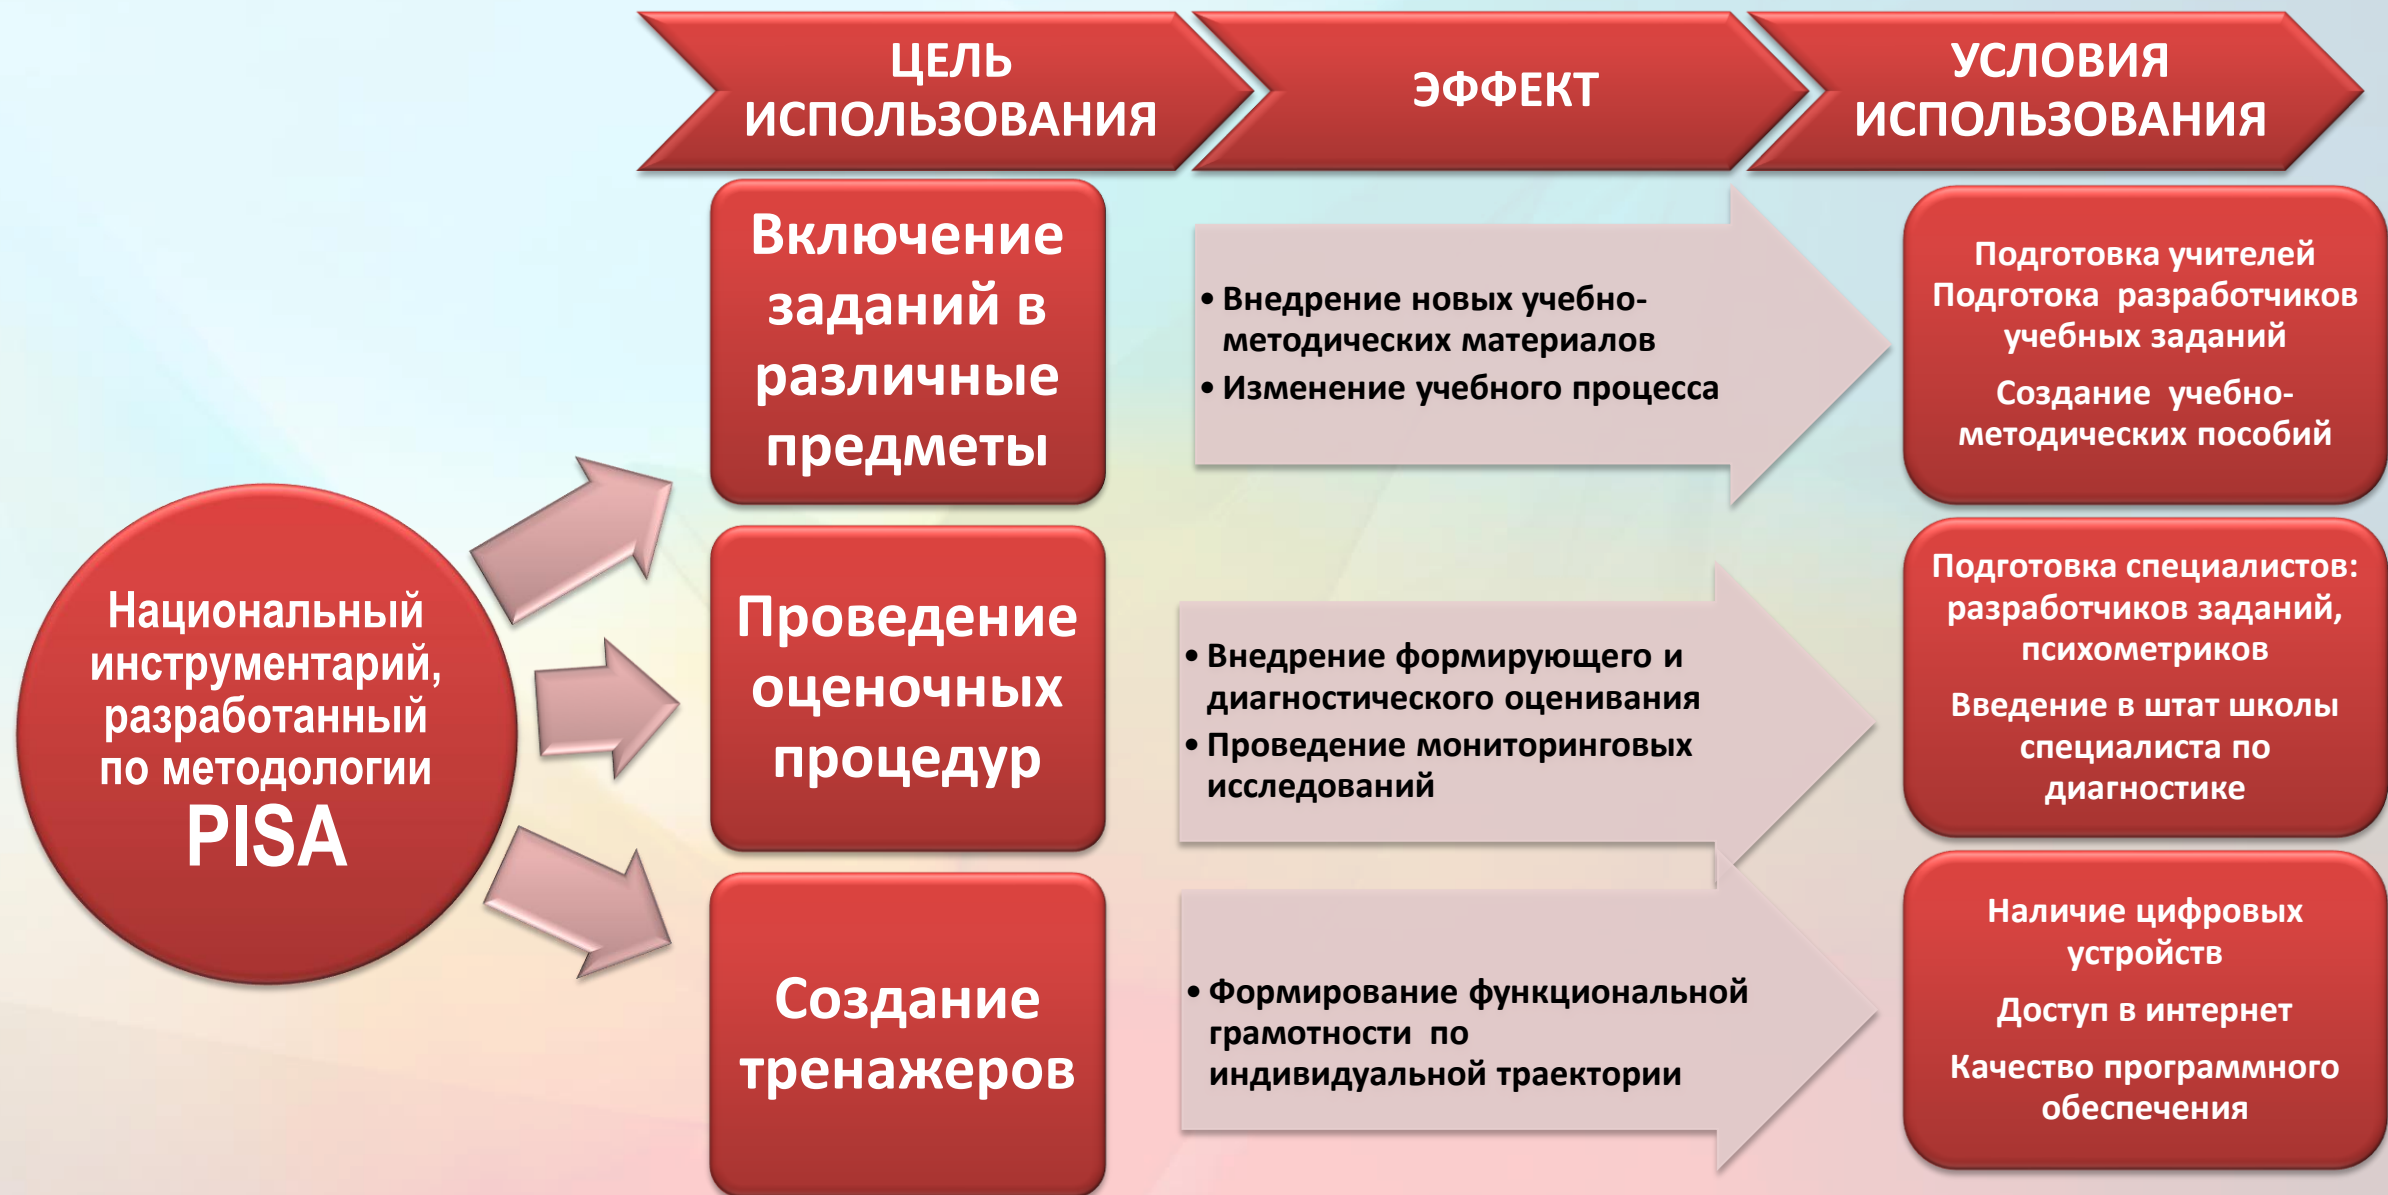 ЦЕЛЬ
ИСПОЛЬЗОВАНИЯ
ЭФФЕКТ
УСЛОВИЯ
ИСПОЛЬЗОВАНИЯ
Национальный
инструментарий,
разработанный
по методологии
PISA
Включение
заданий в
различные
предметы
• Внедрение новых учебно-
методических материалов
• Изменение учебного процесса
Подготовка учителей
Подготока разработчиков
учебных заданий
Создание учебно-
методических пособий
Проведение
оценочных
процедур
• Внедрение формирующего и
диагностического оценивания
• Проведение мониторинговых
исследований
Подготовка специалистов:
разработчиков заданий,
психометриков
Введение в штат школы
специалиста по
диагностике
Создание
тренажеров
• Формирование функциональной
грамотности по
индивидуальной траектории
Наличие цифровых
устройств
Доступ в интернет
Качество программного
обеспечения